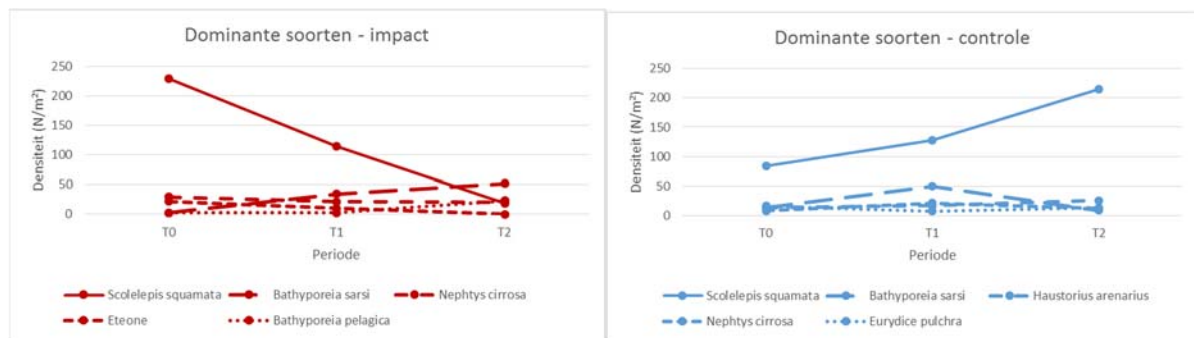 Dominante soorten - impact
250
200
150
100
50
0
Densiteit (N/m²)
T0 T1 T2
Periode
Scolelepis squamata Bathyporeia sarsi Nephtys cirrosa
Eteone Bathyporeia pelagica
Dominante soorten - controle
250
200
150
100
50
0
Densiteit (N/m²)
T0 T1 T2
Periode
Scolelepis squamata Bathyporeia sarsi Haustorius arenarius
Nephtys cirrosa Eurydice pulchra